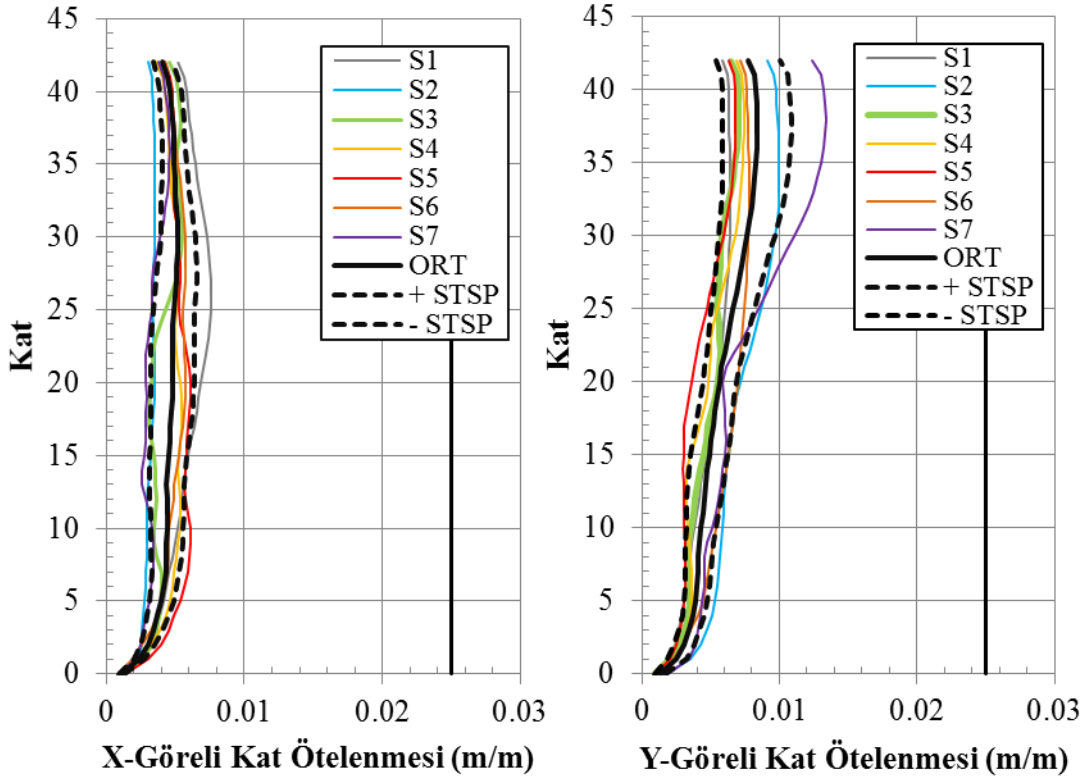 45
40
35
30
25
20
15
10
5
0
Kat
S1
S2
S3
S4
S5
S6
S7
ORT
+ STSP
- STSP
0
0.01
0.02
0.03
X-Göreli Kat Ötelenmesi (m/m)
45
40
35
30
25
20
15
10
5
0
Kat
S1
S2
S3
S4
S5
S6
S7
ORT
+ STSP
- STSP
0
0.01
0.02
0.03
Y-Göreli Kat Ötelenmesi (m/m)